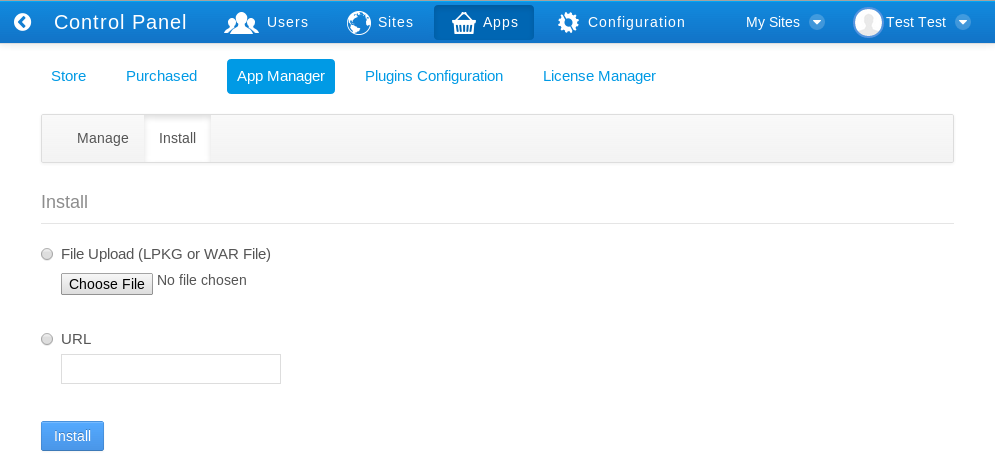 Control Panel Users Sites Apps Configuration My Sites Test Test
Store Purchased App Manager Plugins Configuration License Manager
Manage Install
Install
File Upload (LPKG or WAR File)
Choose File No file chosen
URL
Install